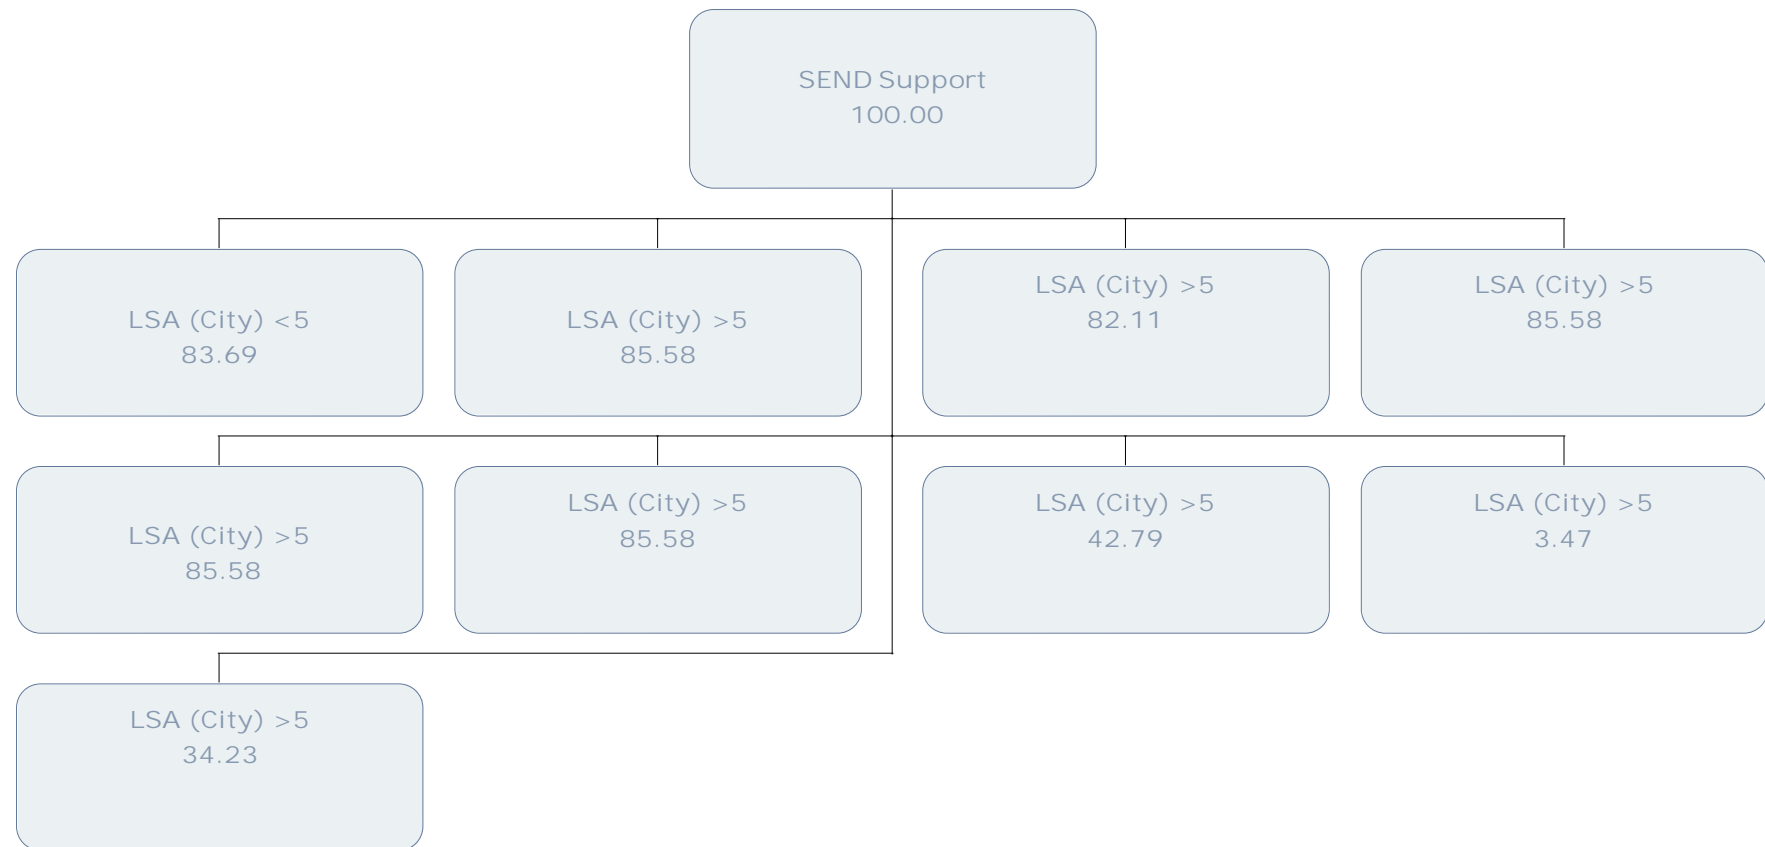 SEND Support
100.00
LSA (City) <5
83.69
LSA (City) >5
85.58
LSA (City) >5
82.11
LSA (City) >5
85.58
LSA (City) >5
85.58
LSA (City) >5
85.58
LSA (City) >5
42.79
LSA (City) >5
3.47
LSA (City) >5
34.23